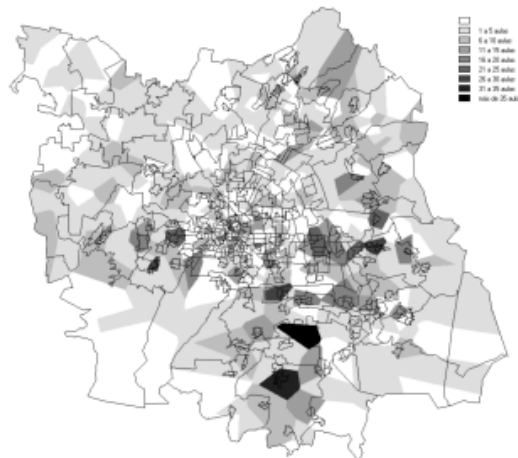 1 a 5 aulas
6 a 10 aulas
11 a 15 aulas
16 a 20 aulas
21 a 25 aulas
26 a 30 aulas
31 a 35 aulas
mais de 35 aul